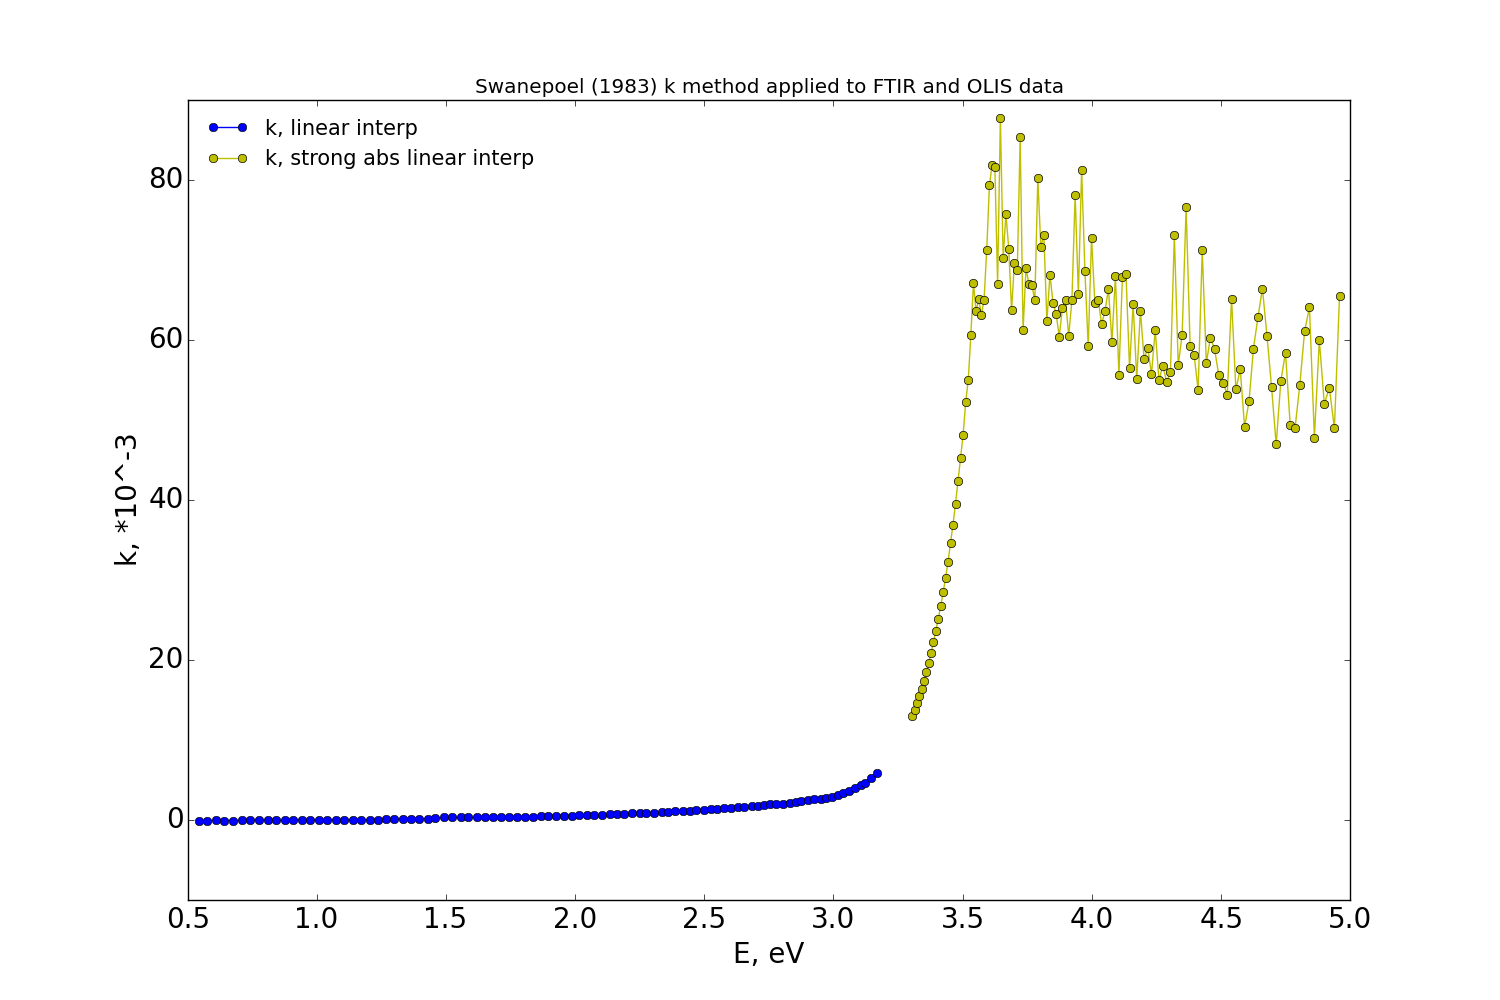 Swanepoel (1983) k method applied to FTIR and OLIS data
k, linear interp
k, strong abs linear interp
80
60
40
20
0
k, *10^-3
0.5 1.0 1.5 2.0 2.5 3.0 3.5 4.0 4.5 5.0
E, eV